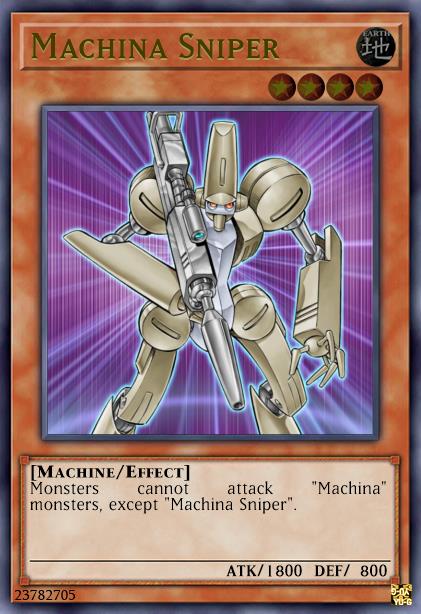 Machina Sniper
EARTH
地
[Machine/Effect]
Monsters cannot attack "Machina"
monsters, except "Machina Sniper".
ATK/1800 DEF/ 800
23782705